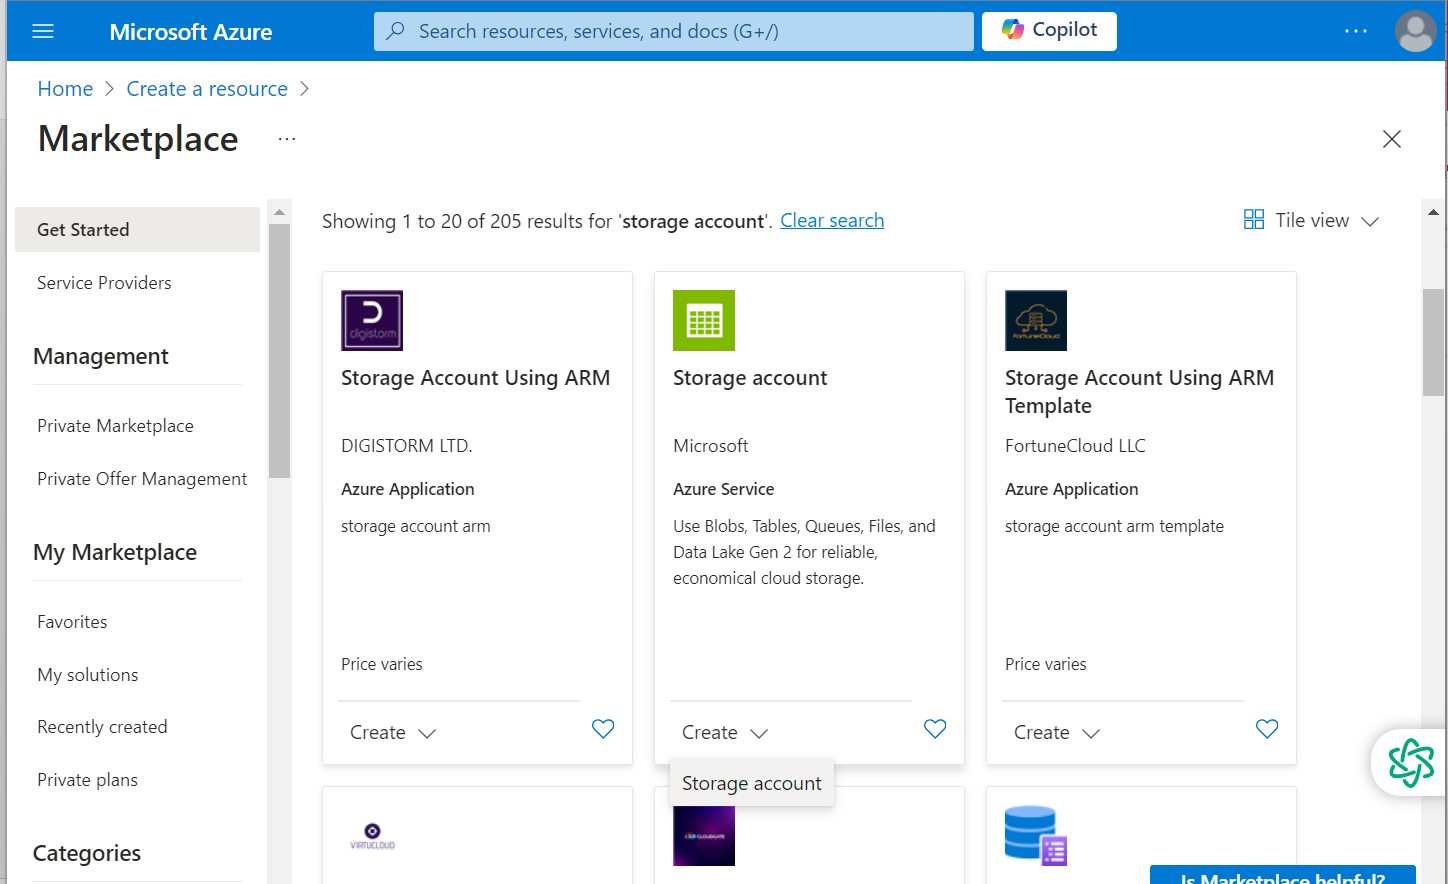 Microsoft Azure
Search resources, services, and docs (G+/)
Copilot
Home
Create a resource
Marketplace
Get Started
Service Providers
Management
Private Marketplace
Private Offer Management
My Marketplace
Favorites
My solutions
Recently created
Private plans
Categories
Showing 1 to 20 of 205 results for 'storage account'. Clear search
Tile view
digistorm
Storage Account Using ARM
DIGISTORM LTD.
Azure Application
storage account arm
Price varies
Create
Storage account
Microsoft
Azure Service
Use Blobs, Tables, Queues, Files, and
Data Lake Gen 2 for reliable,
economical cloud storage.
Create
Storage account
FortuneCloud
Storage Account Using ARM
Template
FortuneCloud LLC
Azure Application
storage account arm template
Price varies
Create
VIRTUCLOUD
Is Marketplace helpful?